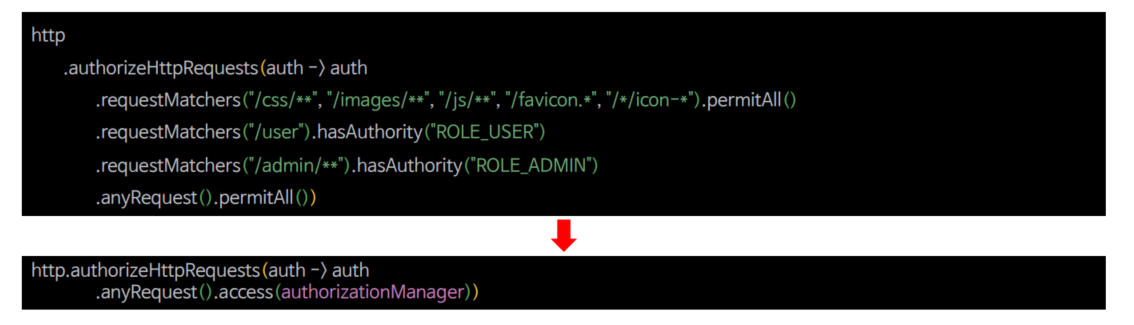 http
.authorizeHttpRequests(auth -> auth
.requestMatchers("/css/**", "/images/**", "/js/**", "/favicon.*", "/*/icon-*").permitAll()
.requestMatchers("/user").hasAuthority("ROLE_USER")
.requestMatchers("/admin/**").hasAuthority("ROLE_ADMIN")
.anyRequest().permitAll())
http.authorizeHttpRequests(auth -> auth
.anyRequest().access(authorizationManager))